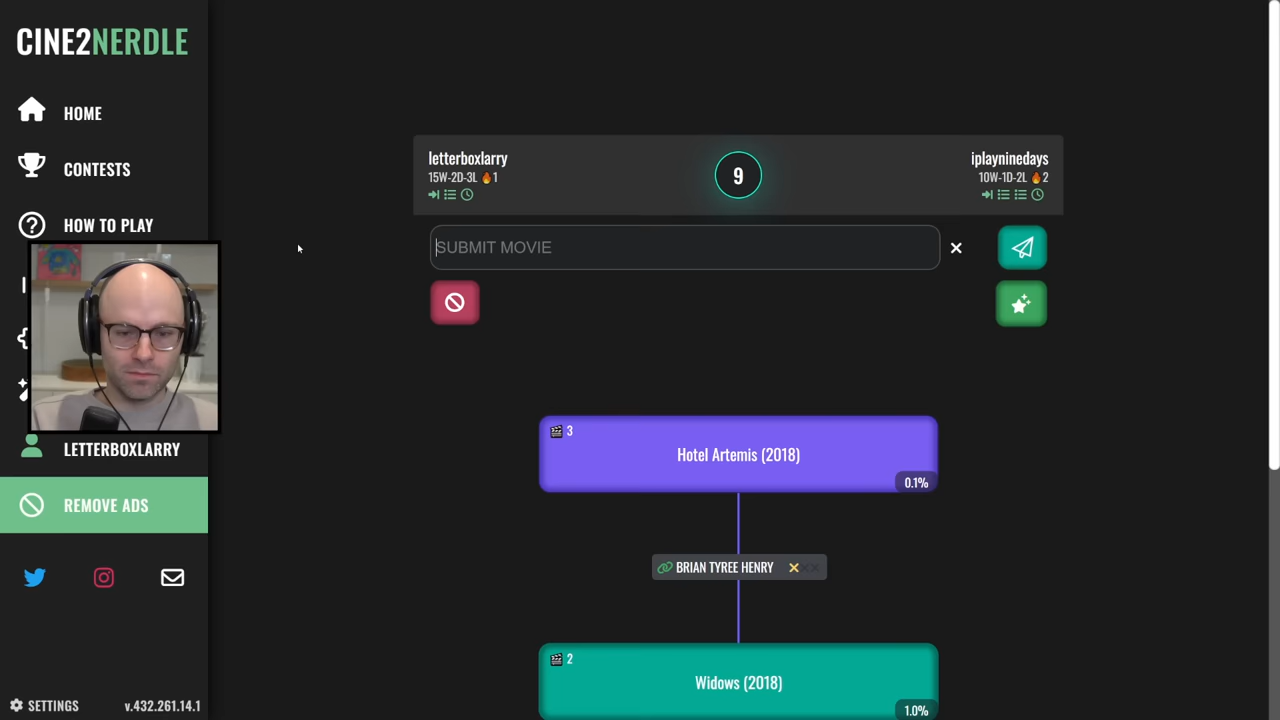 CINE2NERDLE
HOME
CONTESTS
HOW TO PLAY
LETTERBOXLARRY
REMOVE ADS
SETTINGS
v.432.261.14.1
letterboxlarry
15W-2D-3L 🔥1
9
iplayninedays
10W-1D-2L 🔥2
SUBMIT MOVIE
3
Hotel Artemis (2018)
0.1%
BRIAN TYREE HENRY
2
Widows (2018)
1.0%